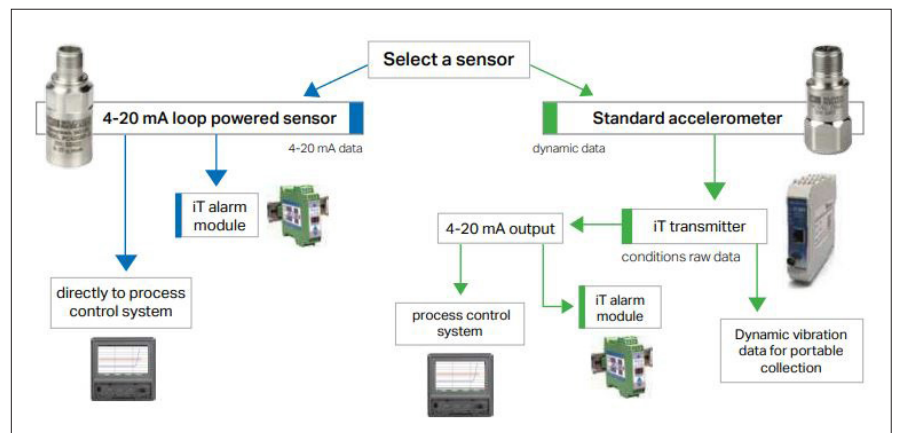 Select a sensor
4-20 mA loop powered sensor
Standard accelerometer
4-20 mA data
dynamic data
iT alarm
module
4-20 mA output
iT transmitter
conditions raw data
directly to process
control system
process control
system
iT alarm
module
Dynamic vibration
data for portable
collection